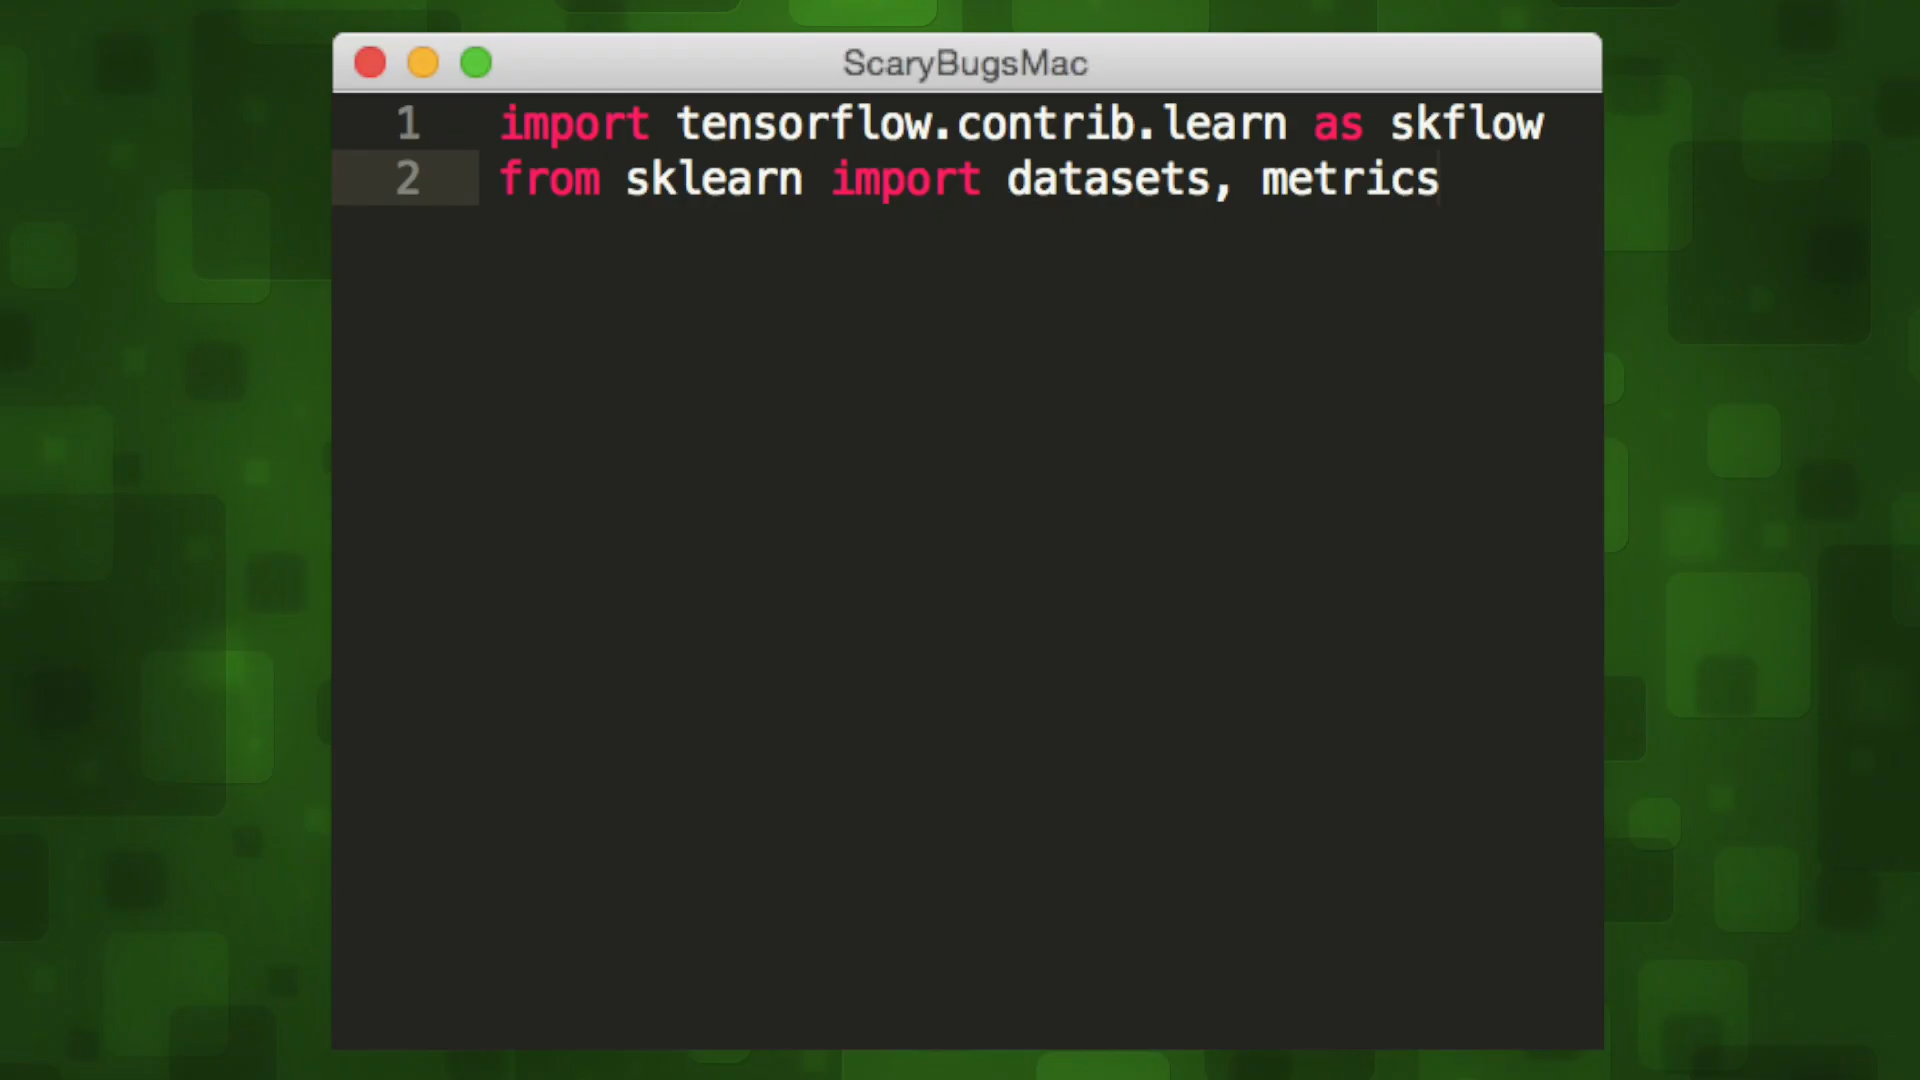 ScaryBugsMac
1 import tensorflow.contrib.learn as skflow
2 from sklearn import datasets, metrics